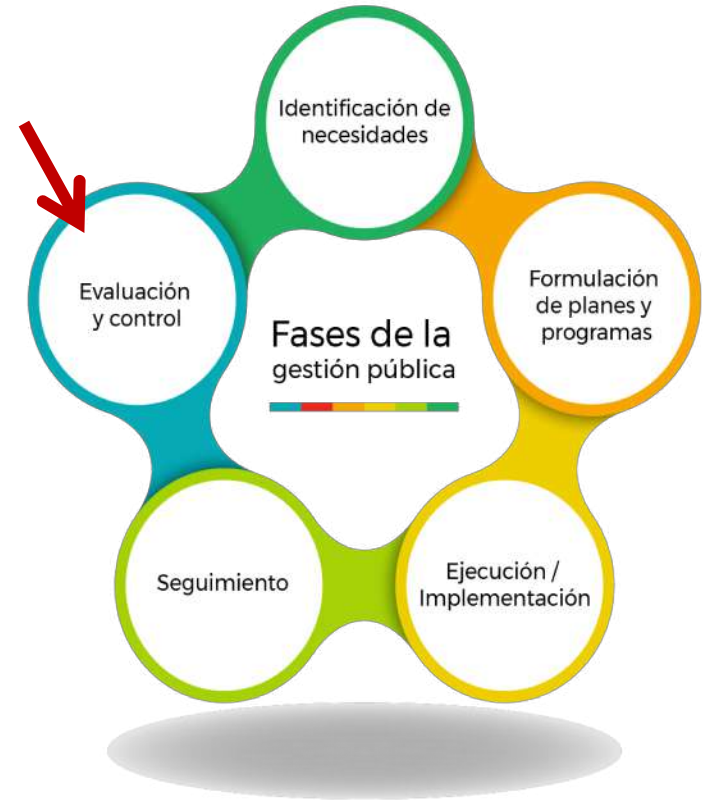 Identificación de
necesidades
Evaluación
y control
Formulación
de planes y
programas
Fases de la
gestión pública
Seguimiento
Ejecución /
Implementación